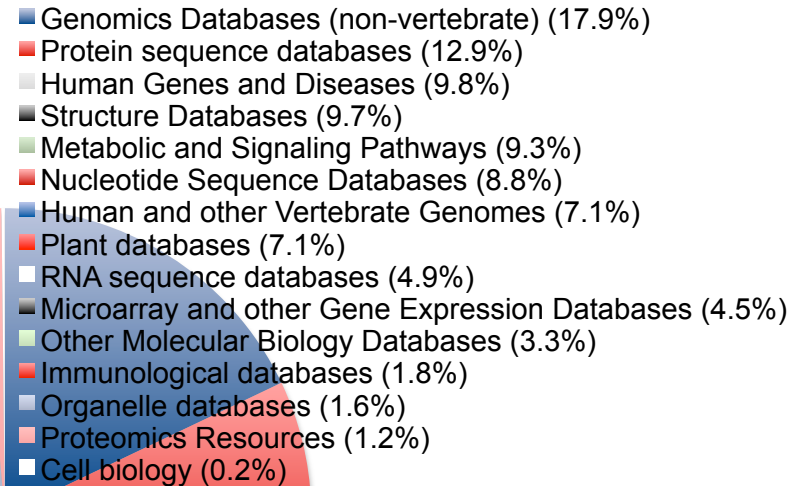 Genomics Databases (non-vertebrate) (17.9%)
Protein sequence databases (12.9%)
Human Genes and Diseases (9.8%)
Structure Databases (9.7%)
Metabolic and Signaling Pathways (9.3%)
Nucleotide Sequence Databases (8.8%)
Human and other Vertebrate Genomes (7.1%)
Plant databases (7.1%)
RNA sequence databases (4.9%)
Microarray and other Gene Expression Databases (4.5%)
Other Molecular Biology Databases (3.3%)
Immunological databases (1.8%)
Organelle databases (1.6%)
Proteomics Resources (1.2%)
Cell biology (0.2%)